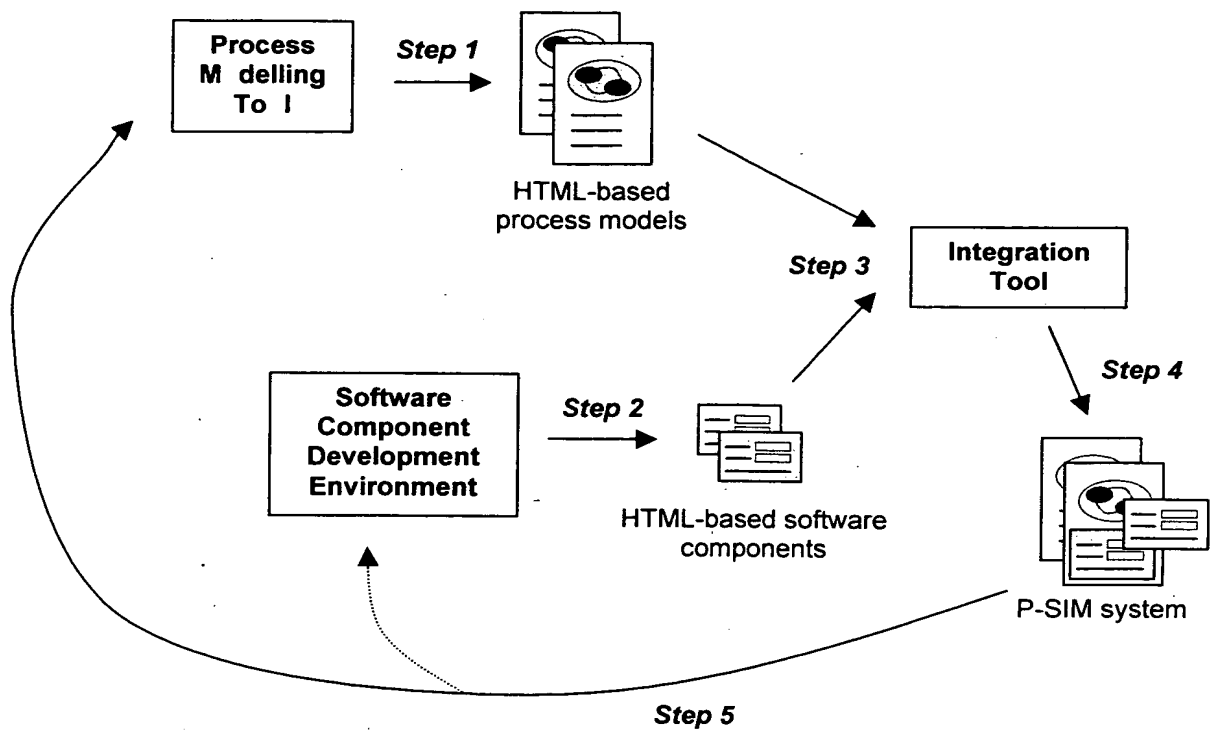 Process
M delling
To l
Step 1
HTML-based
process models
Step 3
Integration
Tool
Step 4
Software
Component
Development
Environment
Step 2
HTML-based software
components
P-SIM system
Step 5